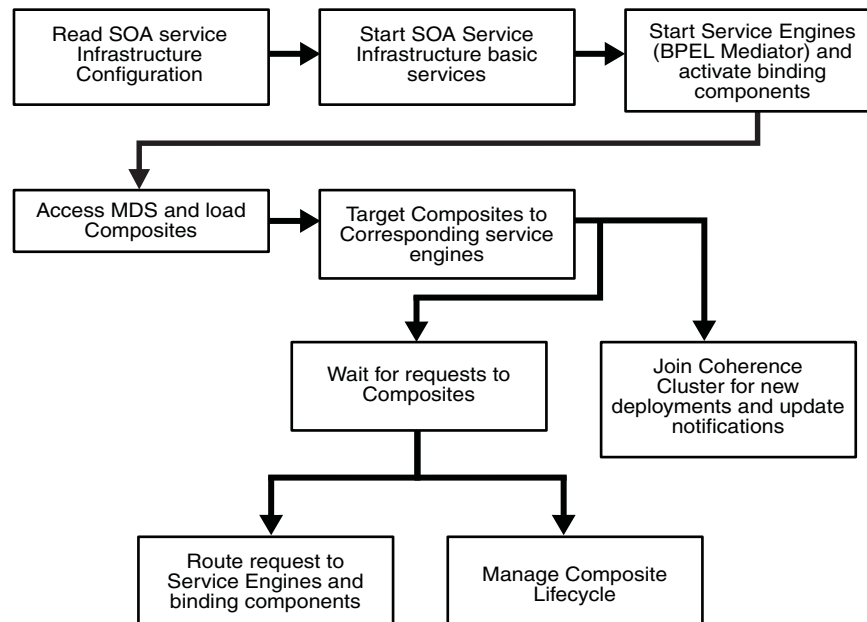 Read SOA service
Infrastructure
Configuration
Start SOA Service
Infrastructure basic
services
Start Service Engines
(BPEL Mediator) and
activate binding
components
Access MDS and load
Composites
Target Composites to
Corresponding service
engines
Wait for requests to
Composites
Join Coherence
Cluster for new
deployments and update
notifications
Route request to
Service Engines and
binding components
Manage Composite
Lifecycle